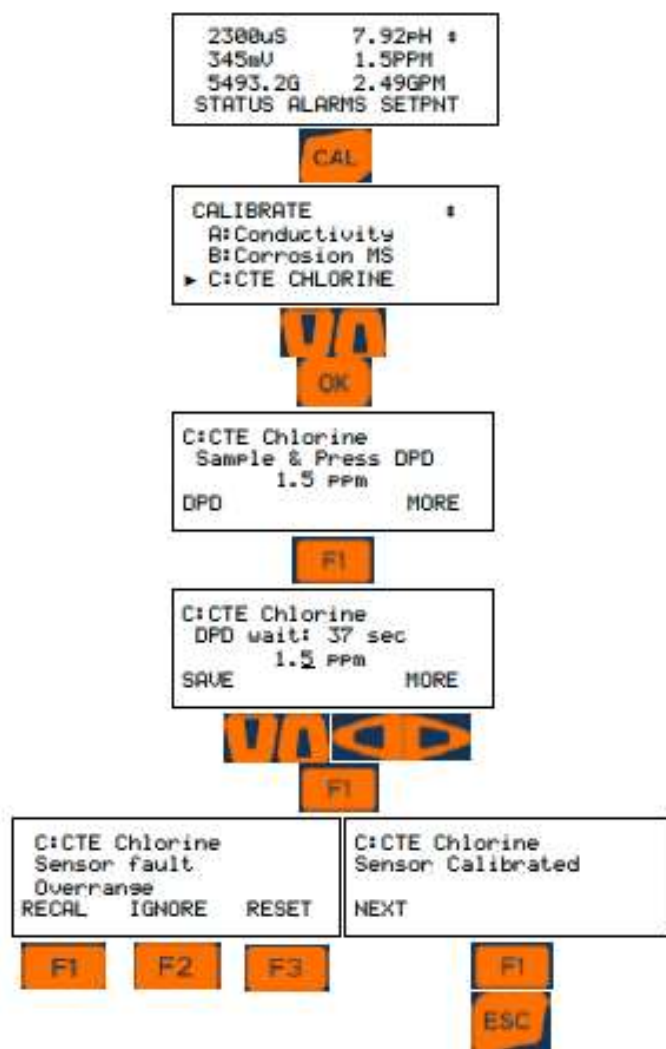 2300uS 7.92pH ↕
345mV 1.5PPM
5493.2G 2.49GPM
STATUS ALARMS SETPNT
CAL
CALIBRATE ↕
A:Conductivity
B:Corrosion MS
► C:CTE CHLORINE
OK
C:CTE Chlorine
Sample & Press DPD
1.5 PPm
DPD MORE
F1
C:CTE Chlorine
DPD wait: 37 sec
1.5 PPm
SAVE MORE
F1
C:CTE Chlorine
Sensor fault
Overrange
RECAL IGNORE RESET
F1 F2 F3
C:CTE Chlorine
Sensor Calibrated
NEXT
F1
ESC